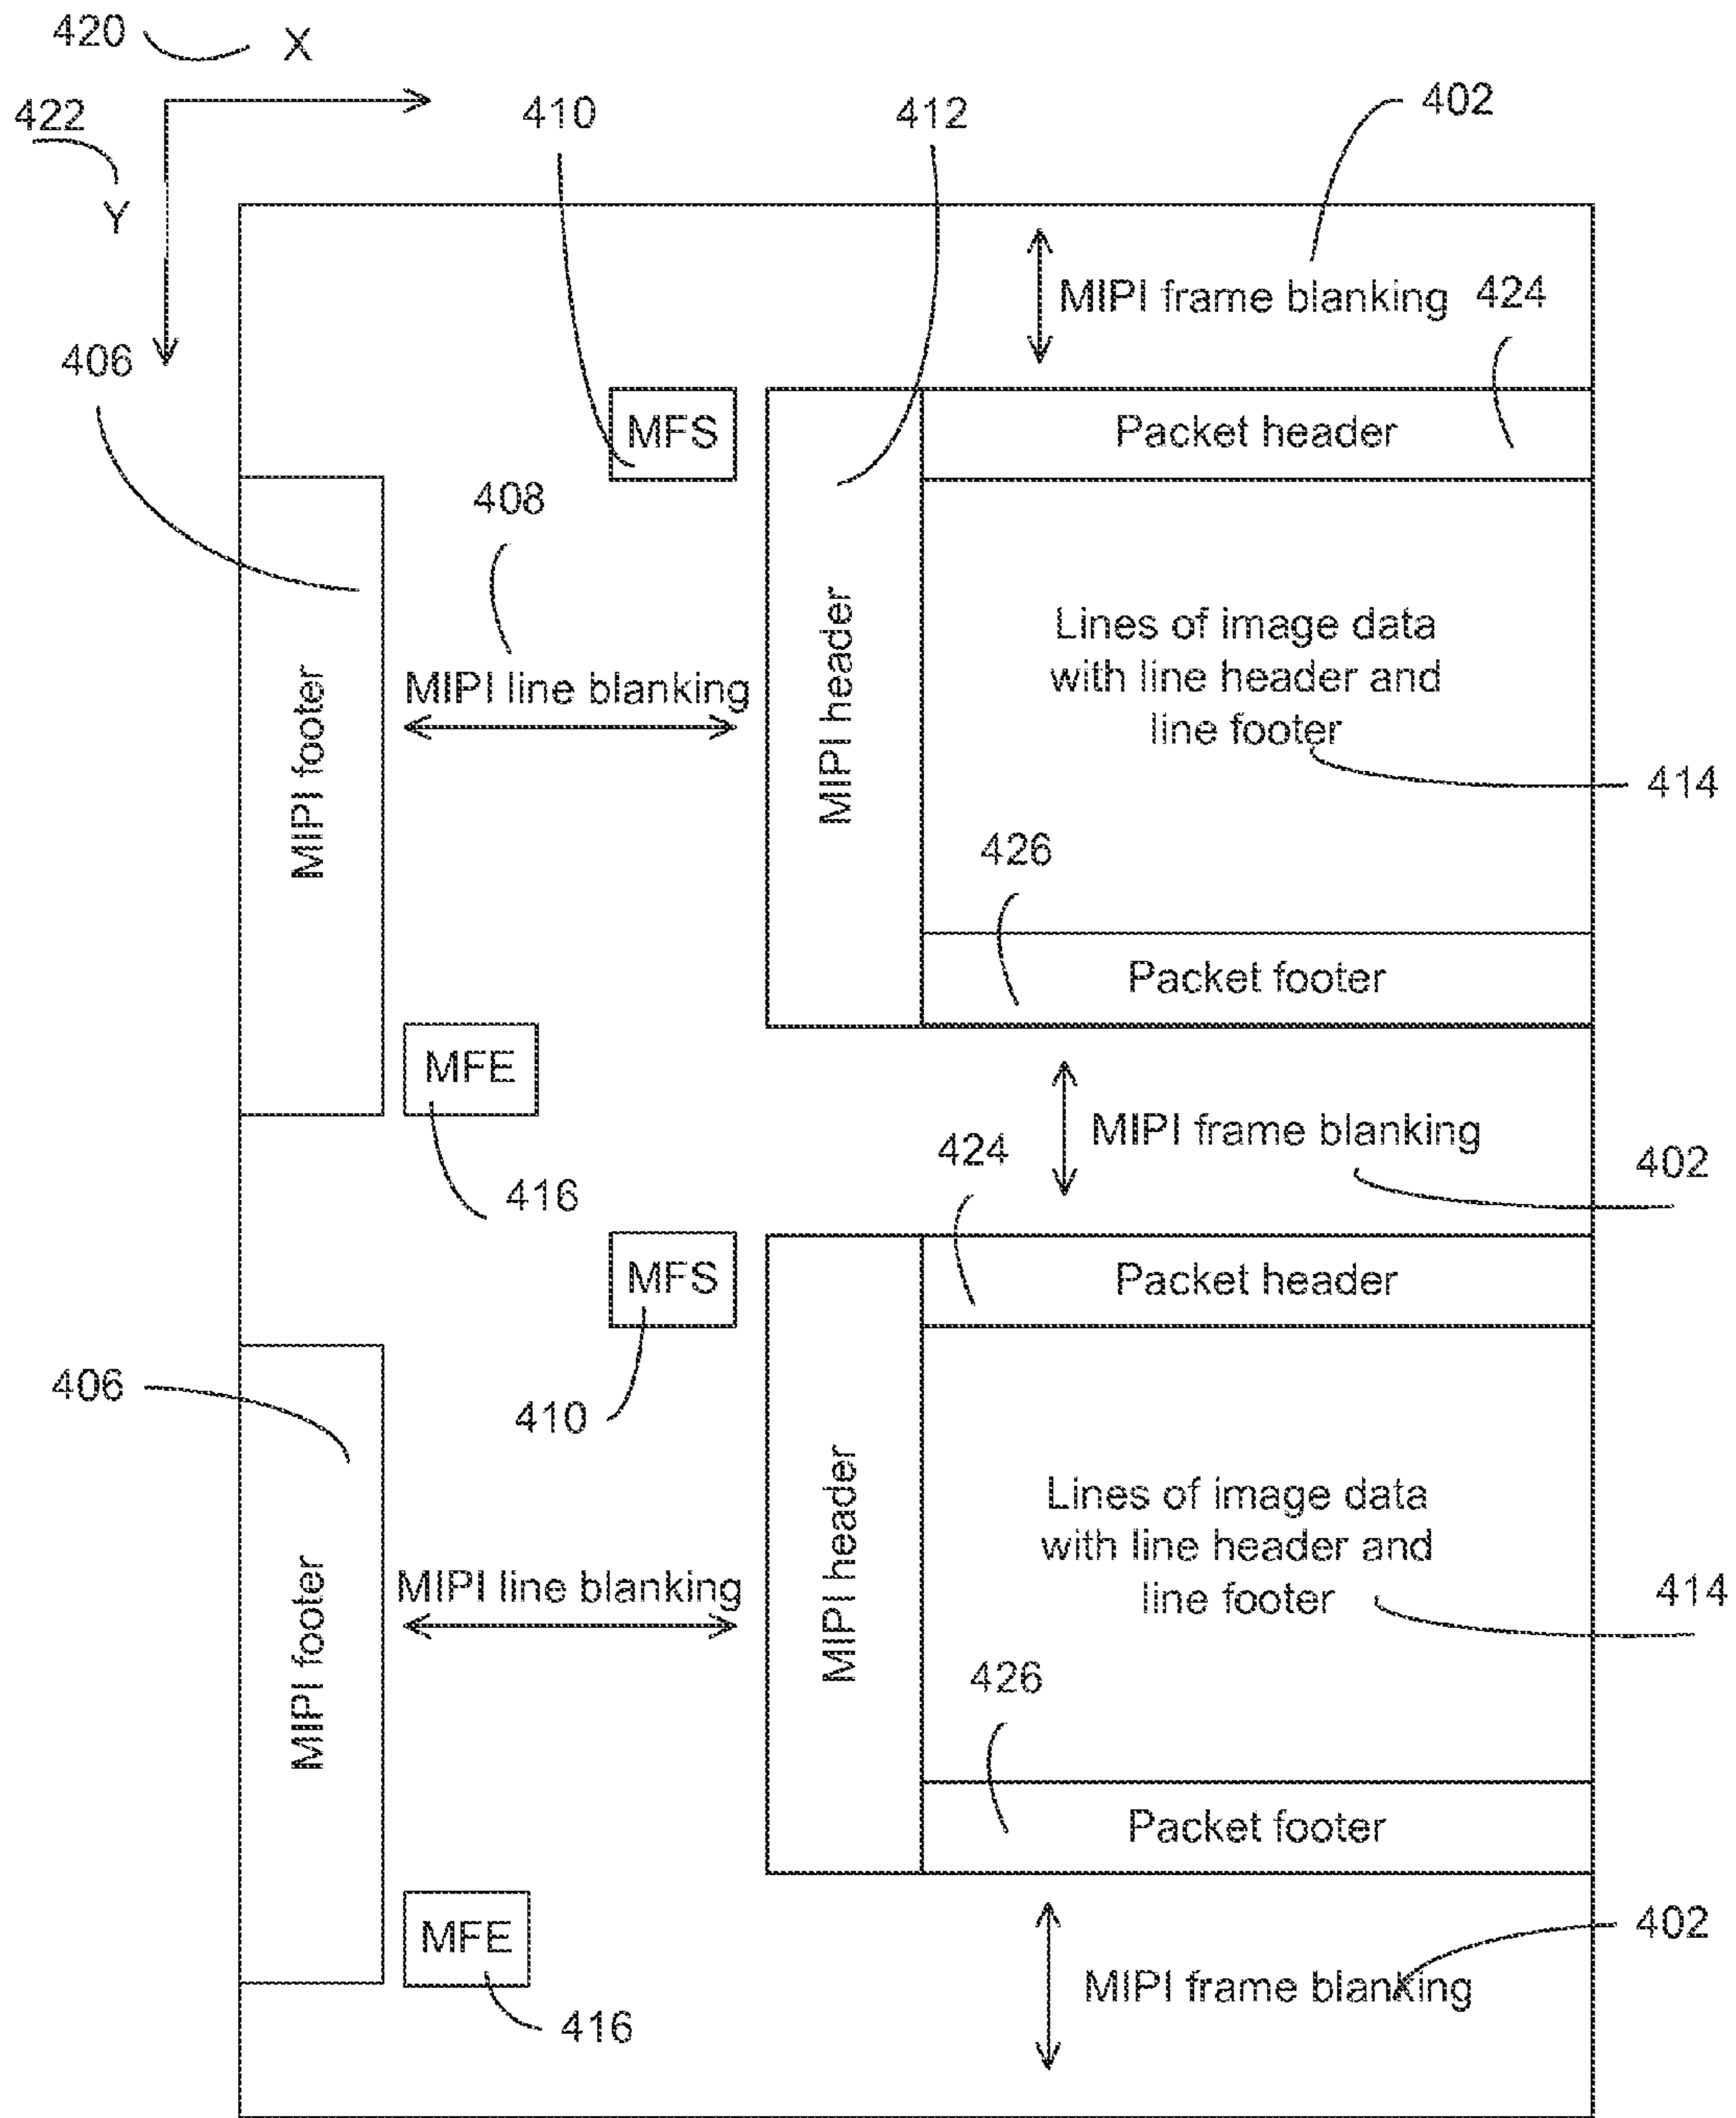 420
X
422
Y
410
412
402
MIPI frame blanking
424
406
MFS
Packet header
408
MIPI footer
MIPI line blanking
MIPI header
Lines of image data
with line header and
line footer
414
426
Packet footer
MFE
416
MIPI frame blanking
402
424
MFS
Packet header
410
406
MIPI footer
MIPI line blanking
MIPI header
Lines of image data
with line header and
line footer
414
426
Packet footer
MFE
416
MIPI frame blanking
402